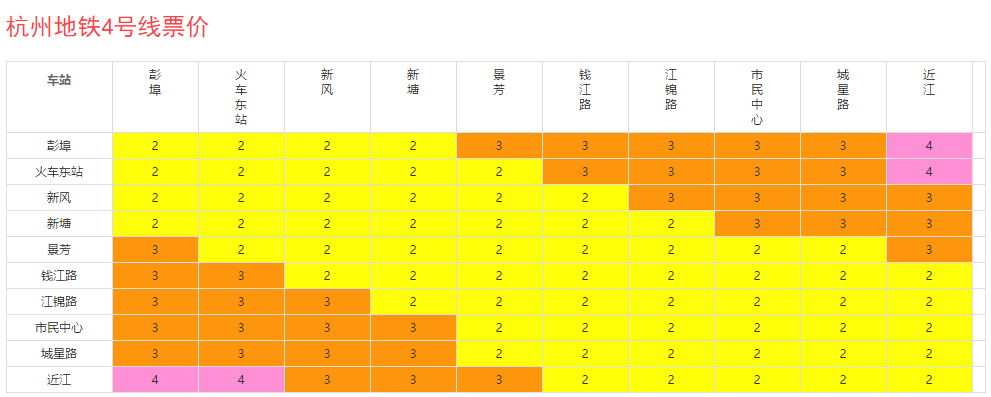 杭州地铁4号线票价
车站 彭埠 火车东站 新风 新塘 景芳 钱江路 江锦路 市民中心 城星路 近江
彭埠 2 2 2 2 3 3 3 3 3 4
火车东站 2 2 2 2 2 3 3 3 3 4
新风 2 2 2 2 2 2 3 3 3 3
新塘 2 2 2 2 2 2 2 3 3 3
景芳 3 2 2 2 2 2 2 2 2 3
钱江路 3 3 2 2 2 2 2 2 2 2
江锦路 3 3 3 2 2 2 2 2 2 2
市民中心 3 3 3 3 2 2 2 2 2 2
城星路 3 3 3 3 2 2 2 2 2 2
近江 4 4 3 3 3 2 2 2 2 2